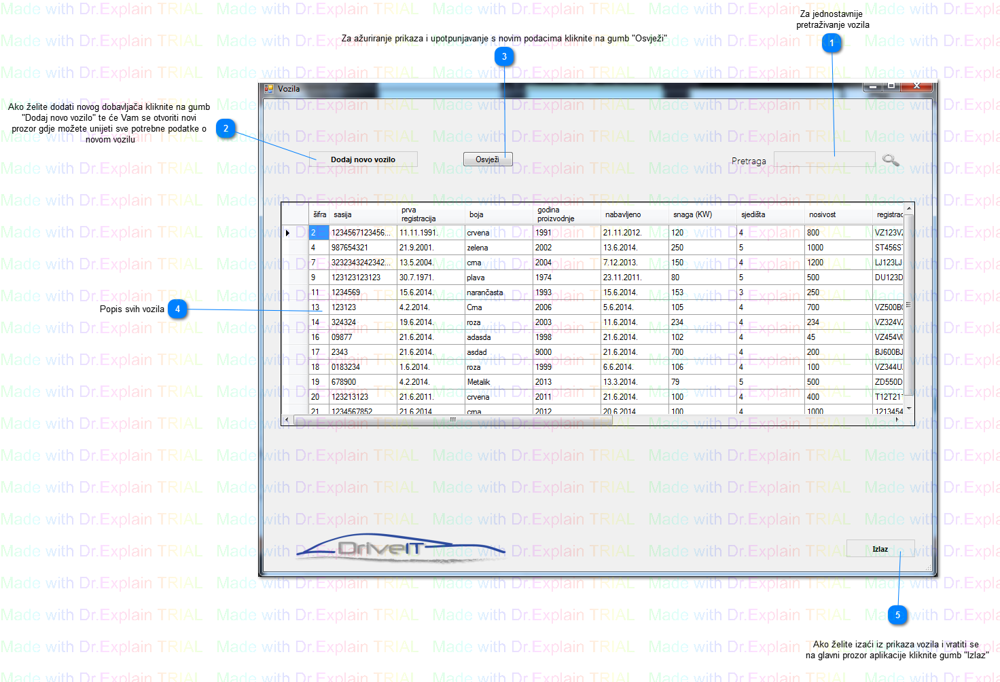 Za jednostavnije
pretraživanje vozila
1
Za ažuriranje prikaza i upotpunjavanje s novim podacima kliknite na gumb "Osvježi"
3
Ako želite dodati novog dobavljača kliknite na gumb
"Dodaj novo vozilo" te će Vam se otvoriti novi
prozor gdje možete unijeti sve potrebne podatke o
novom vozilu
2
Vozila
Dodaj novo vozilo
Osvježi
Pretraga
šifra sasija prva registracija boja godina proizvodnje nabavljeno snaga (KW) sjedišta nosivost registrac
2 1234567123456... 11.11.1991. crvena 1991 21.11.2012. 120 4 800 VZ123VZ
4 987654321 21.9.2001. zelena 2002 13.6.2014. 250 5 1000 ST456ST
7 3232343242342... 13.5.2004. crna 2004 7.12.2013. 150 4 1200 LJ123LJ
9 123123123123 30.7.1971. plava 1974 23.11.2011. 80 5 500 DU123D
11 1234569 15.6.2014. narančasta 1993 15.6.2014. 153 3 250
13 123123 4.2.2014. Crna 2006 5.6.2014. 105 4 700 VZ500BG
14 324324 19.6.2014. roza 2003 11.6.2014. 234 4 234 VZ324VZ
16 09877 21.6.2014. adasda 1998 21.6.2014. 102 4 45 VZ454VG
17 2343 21.6.2014. asdad 9000 21.6.2014. 700 4 200 BJ600BJ
18 0183234 1.6.2014. roza 1999 6.6.2014. 106 4 100 VZ344U
19 678900 4.2.2014. Metalik 2013 13.3.2014. 79 5 500 ZD550D
20 123213123 21.6.2011. crvena 2011 21.6.2014. 100 4 400 T12T21
21 1234567852 21.6.2014. crna 2012 20.6.2014. 100 4 1000 1213454
Popis svih vozila
4
DriveIT
Izlaz
5
Ako želite izaći iz prikaza vozila i vratiti se
na glavni prozor aplikacije kliknite gumb "Izlaz"
Made with Dr.Explain TRIAL